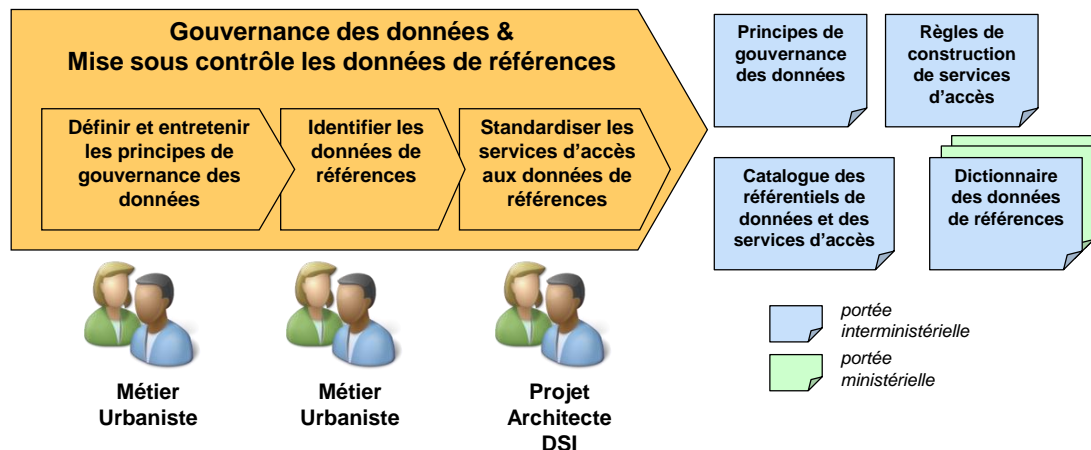 Gouvernance des données &
Mise sous contrôle les données de références
Définir et entretenir
les principes de
gouvernance des
données
Identifier les
données de
références
Standardiser les
services d'accès
aux données de
références
Principes de
gouvernance
des données
Règles de
construction
de services
d'accès
Catalogue des
référentiels de
données et des
services d'accès
Dictionnaire
des données
de références
Métier
Urbaniste
Métier
Urbaniste
Projet
Architecte
DSI
portée
interministérielle
portée
ministérielle